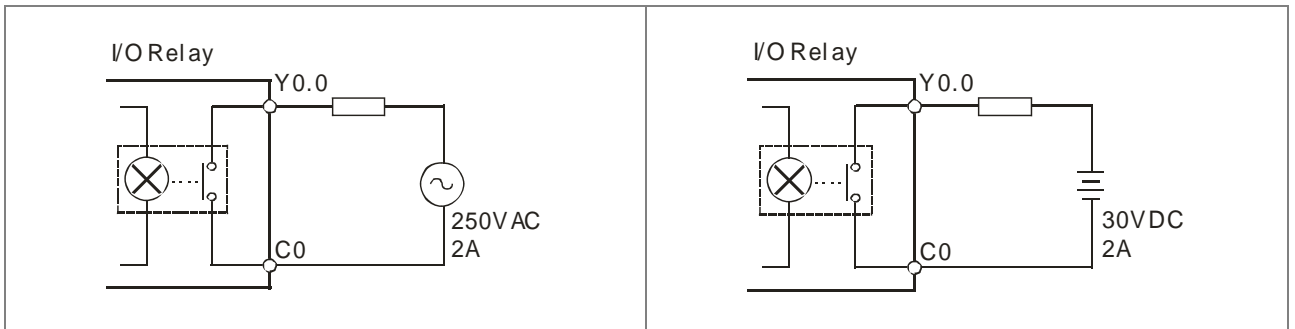 I/O Relay
Y0.0
250VAC
2A
C0
I/O Relay
Y0.0
30VDC
2A
C0